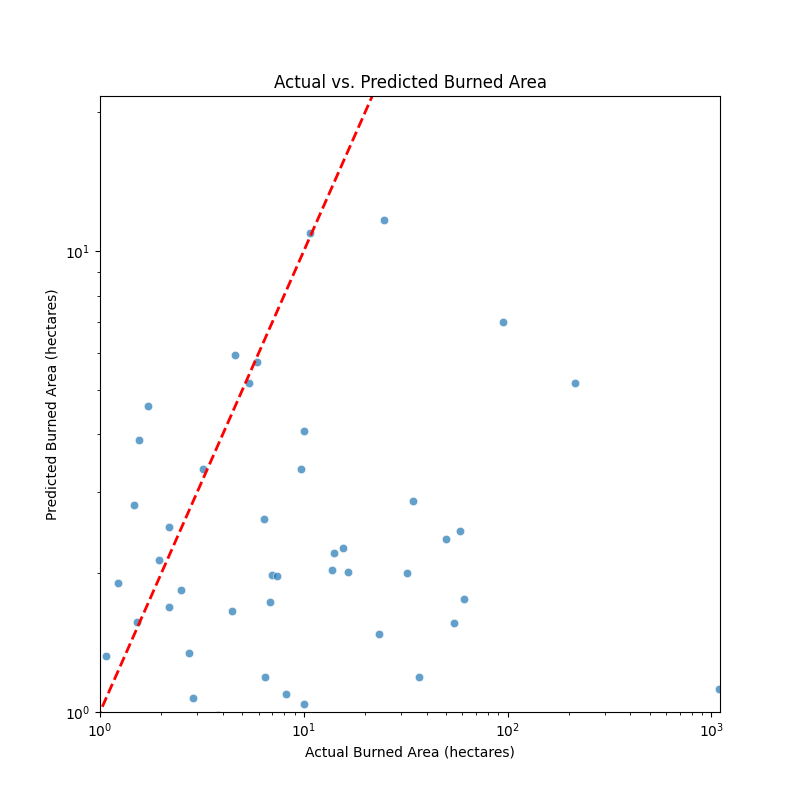 Actual vs. Predicted Burned Area
Predicted Burned Area (hectares)
10¹
10⁰
10⁰ 10¹ 10² 10³
Actual Burned Area (hectares)